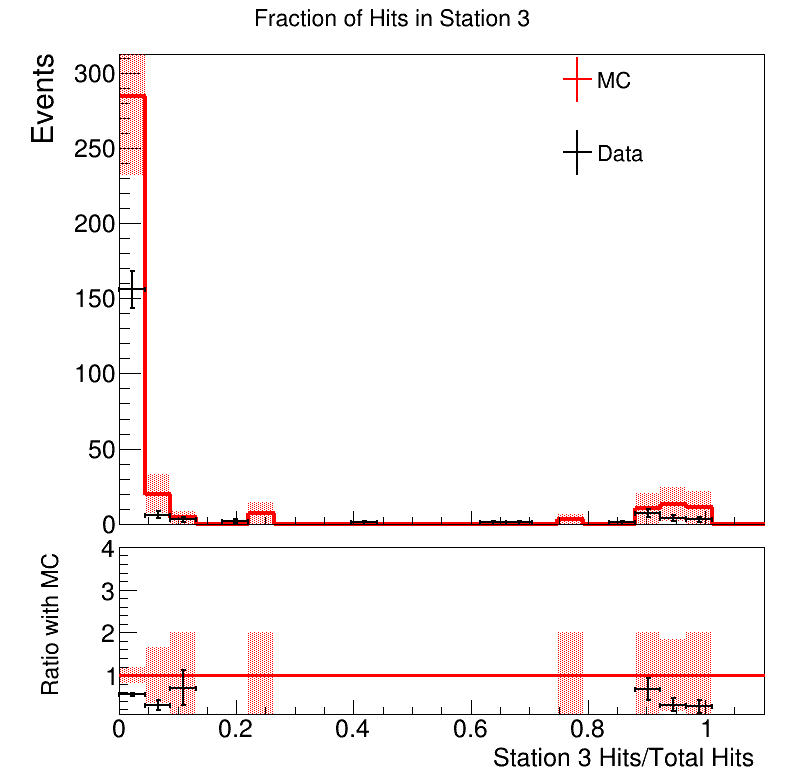 Fraction of Hits in Station 3
Events
300
250
200
150
100
50
0
MC
Data
Ratio with MC
4
3
2
1
0 0.2 0.4 0.6 0.8 1
Station 3 Hits/Total Hits